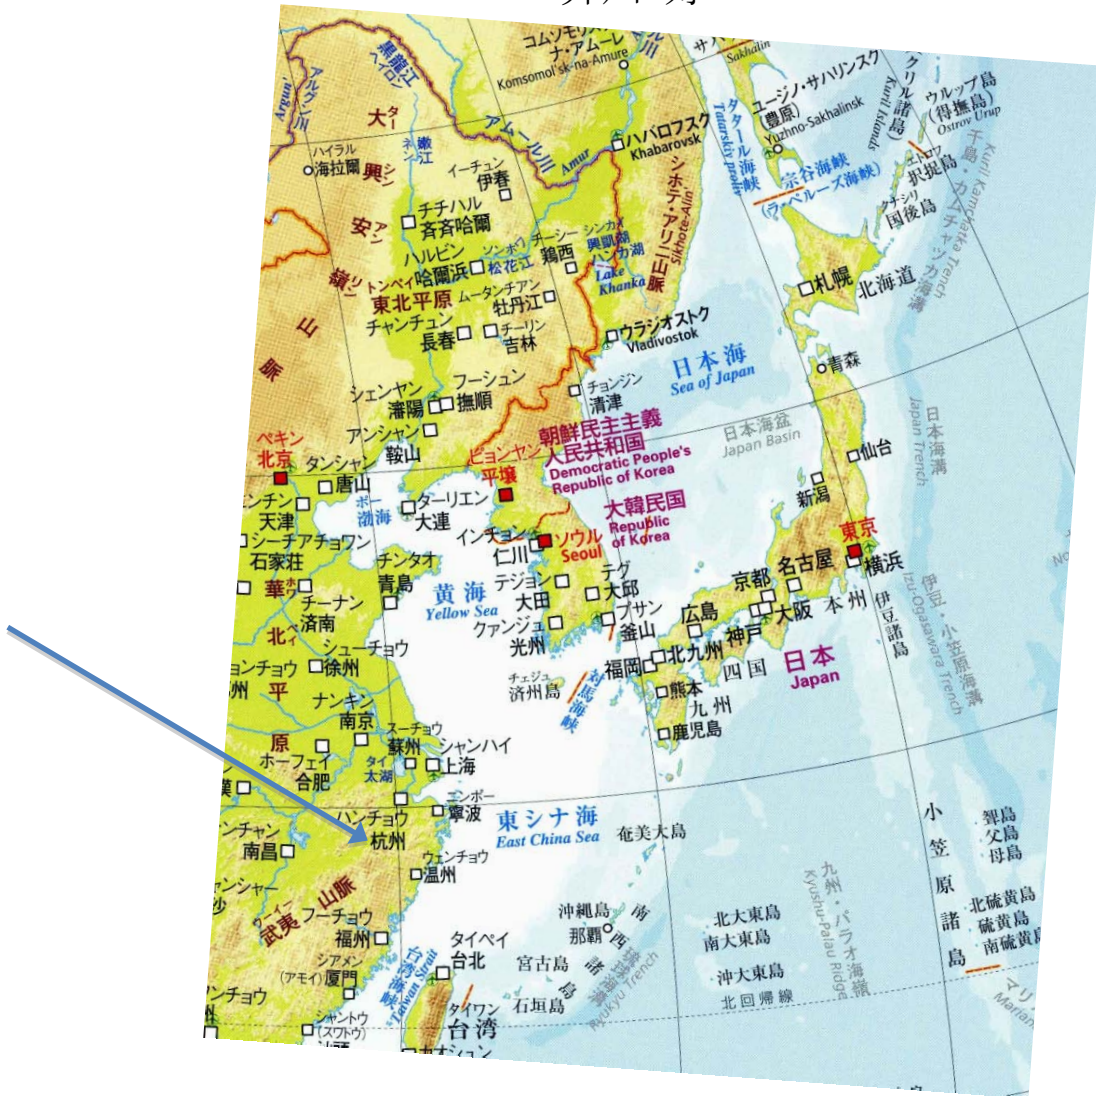 コムソモリ
ナ・アムーレ
Komsomol'sk-na-Amure
サハ
Sakhalin
ユージノ・サハリンスク
(豊原)
Yuzhno-Sakhalinsk
タタール海峡
Tatarskiy proliv
クリル諸島)
Kuril Islands
ウルップ島
(得撫島)
Ostrov Urup
エトロフ
択捉島
クナシリ
国後島
千島・カムチャツカ海溝
Kuril Kamchatka Trench
宗谷海峡
(ラ・ペルーズ海峡)
黒龍江
ヘイロン
アルグン川
Argun'
大
ター
興
シン
安
アン
嶺
リン
山
脈
嫩江
ネン
アムール川
Amur
ハバロフスク
Khabarovsk
シホテ・アリニ山脈
Sikhote-Alin'
ハイラル
海拉爾
イーチュン
伊春
チチハル
斉斉哈爾
ハルビン
哈爾浜
ソンホワ
松花江
チーシー
鶏西
シンカイ
興凱湖
ハンカ湖
Lake
Khanka
トンペイ
東北平原
ムータンチアン
牡丹江
チャンチュン
長春
チーリン
吉林
ウラジオストク
Vladivostok
札幌
北海道
日本海
Sea of Japan
青森
シェンヤン
瀋陽
フーシュン
撫順
チョンジン
清津
アンシャン
鞍山
朝鮮民主主義
人民共和国
Democratic People's
Republic of Korea
日本海盆
Japan Basin
日本海溝
Japan Trench
仙台
ペキン
北京
タンシャン
唐山
ピョンヤン
平壌
ンチン
天津
ボー
渤海
ターリエン
大連
大韓民国
Republic
of Korea
新潟
シーチアチョワン
石家荘
インチョン
仁川
ソウル
Seoul
東京
横浜
チンタオ
青島
黄海
Yellow Sea
テジョン
大田
テグ
大邱
京都
名古屋
華
ホワ
北
ペイ
平
原
チーナン
済南
クァンジュ
光州
プサン
釜山
広島
神戸
大阪
本州
伊豆諸島
伊豆・小笠原海溝
Izu-Ogasawara Trench
シューチョウ
徐州
福岡
北九州
四国
日本
Japan
チェジュ
済州島
対馬海峡
熊本
九州
鹿児島
ナンキン
南京
スーチョウ
蘇州
シャンハイ
上海
ホーフェイ
合肥
タイ
太湖
ハンチョウ
杭州
ニンポー
寧波
東シナ海
East China Sea
奄美大島
小笠原諸島
聟島
父島
母島
北硫黄島
硫黄島
南硫黄島
ンチャン
南昌
ウェンチョウ
温州
九州・パラオ海嶺
Kyushu-Palau Ridge
ウーイー
武夷
山脈
フーチョウ
福州
沖縄島
那覇
南西諸島
琉球海溝
Ryukyu Trench
北大東島
南大東島
沖大東島
北回帰線
シアメン
(アモイ)厦門
台湾海峡
Taiwan Strait
タイペイ
台北
宮古島
石垣島
タイワン
台湾
ンチョウ
シャントウ
(スワトウ)
マリ
Marian